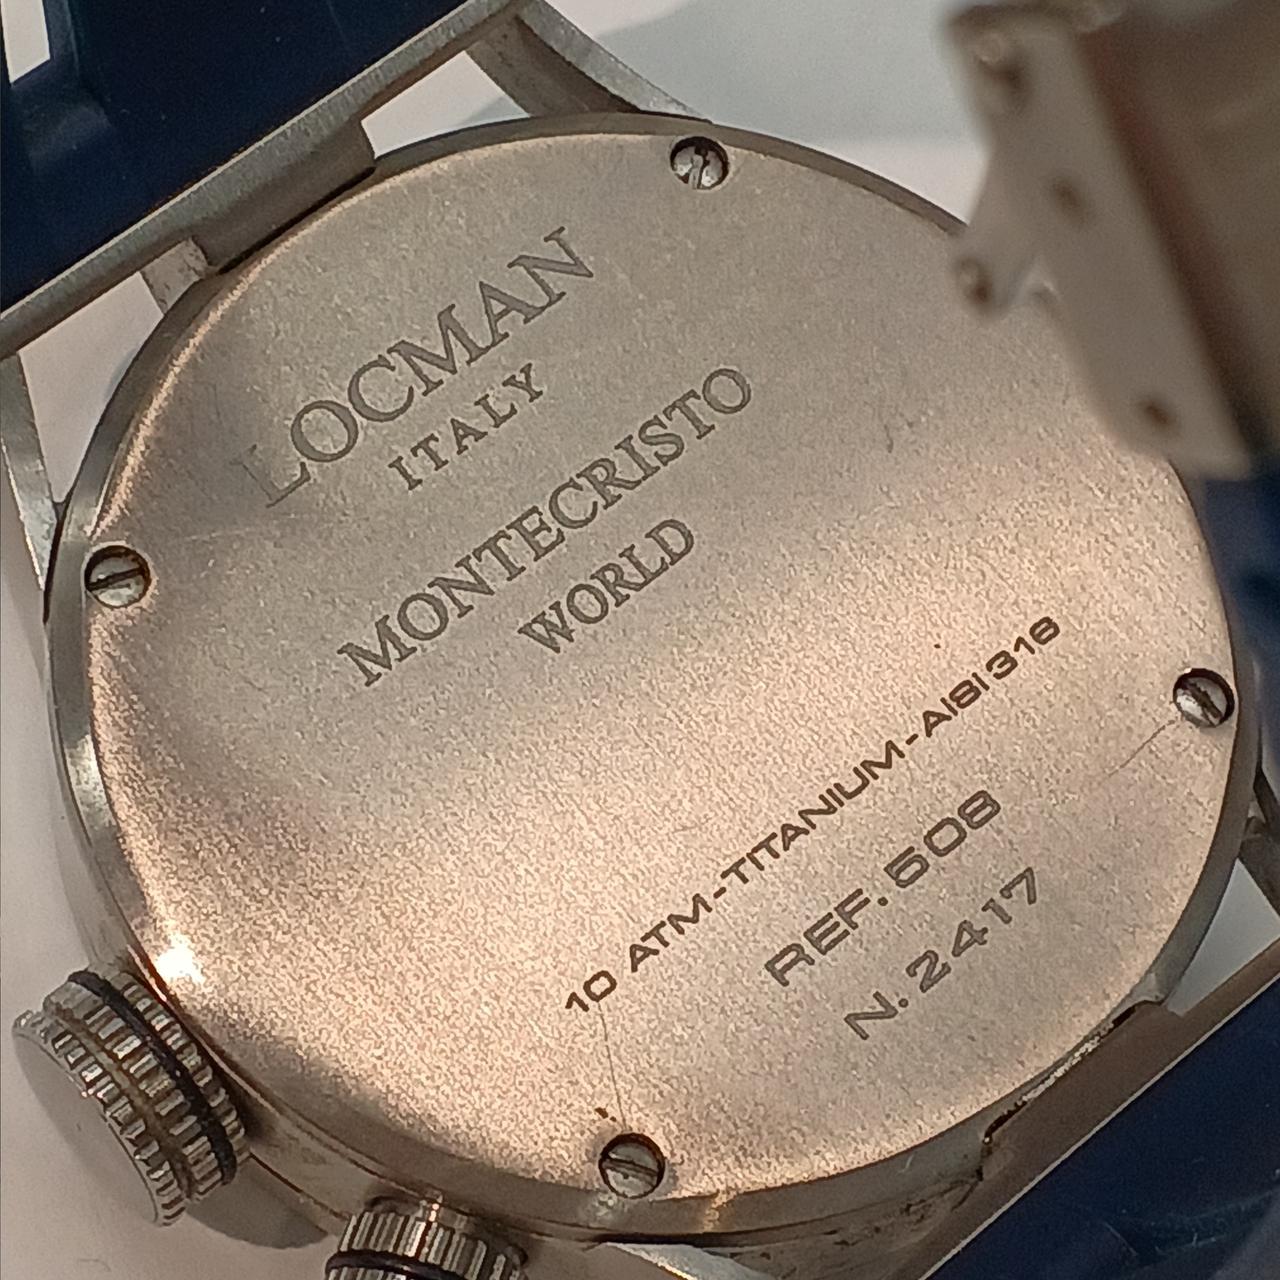 LOCMAN
ITALY
MONTECRISTO
WORLD
10 ATM-TITANIUM-AISI 316
REF. 508
N. 2417